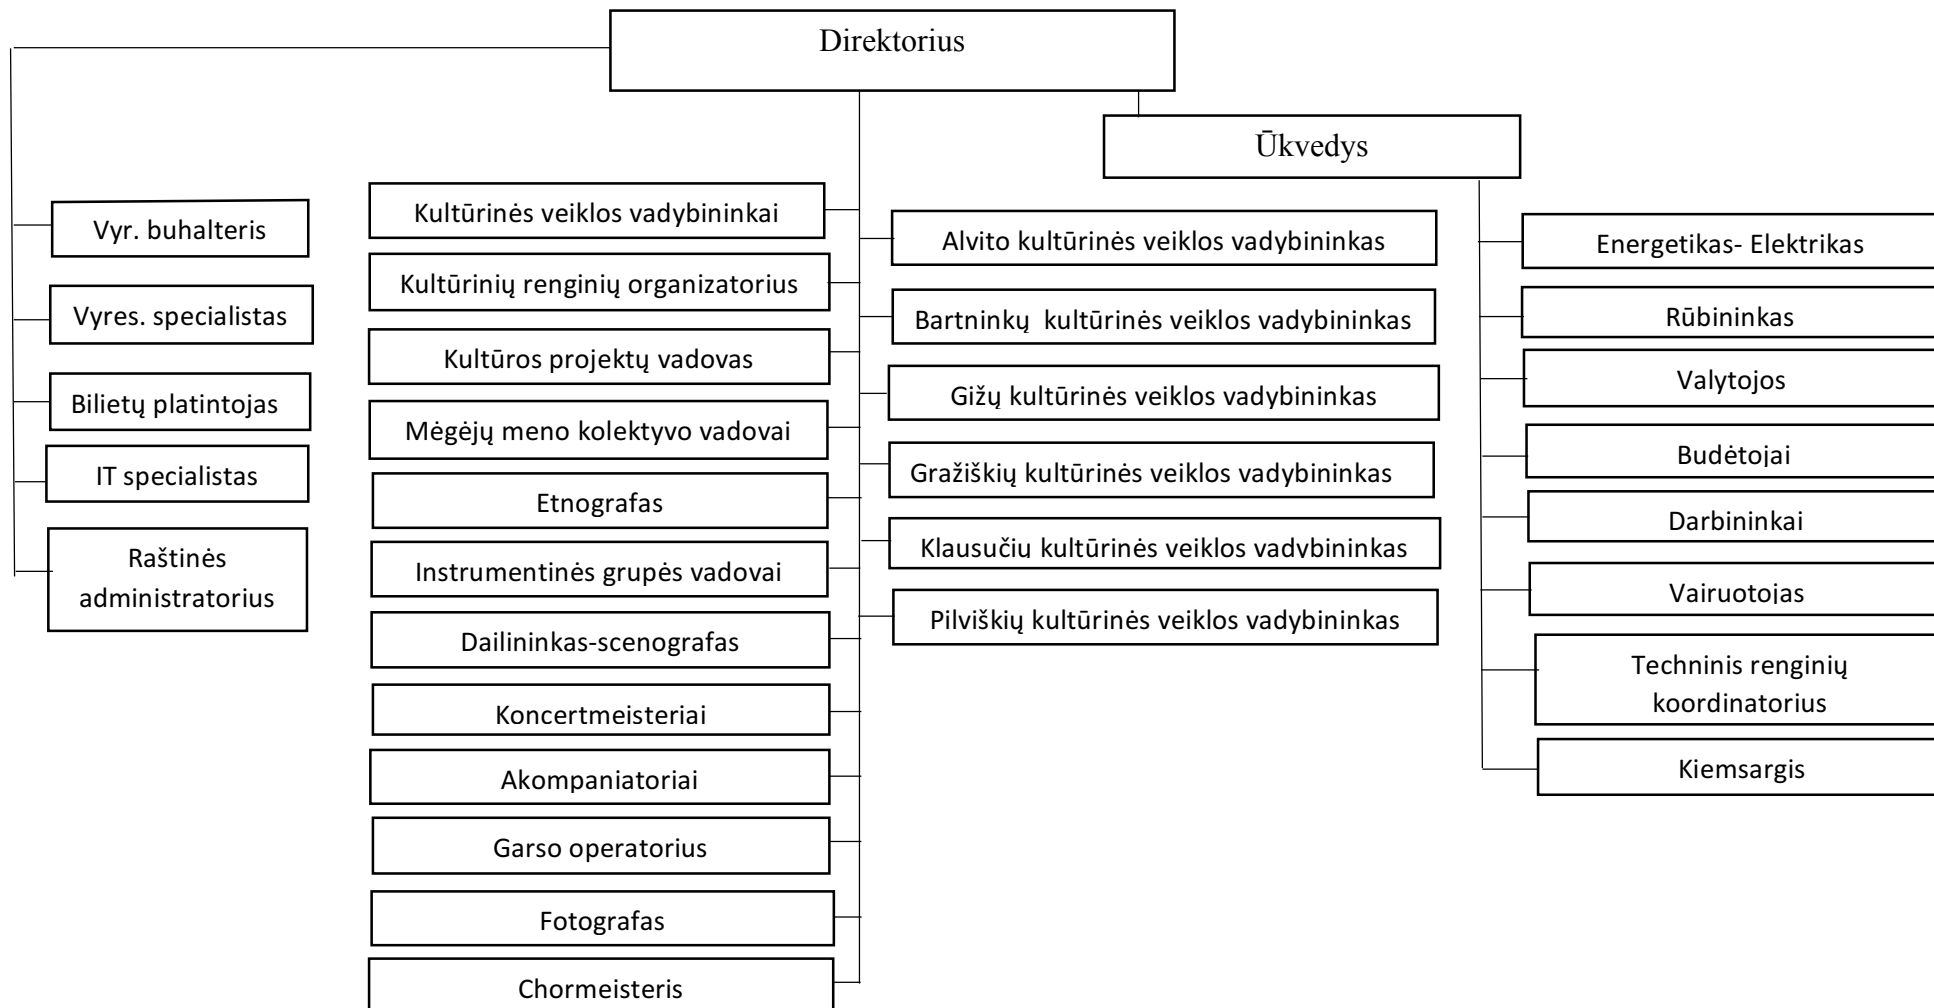 Direktorius
Ūkvedys
Vyr. buhalteris
Vyres. specialistas
Bilietų platintojas
IT specialistas
Raštinės
administratorius
Kultūrinės veiklos vadybininkai
Kultūrinių renginių organizatorius
Kultūros projektų vadovas
Mėgėjų meno kolektyvo vadovai
Etnografas
Instrumentinės grupės vadovai
Dailininkas-scenografas
Koncertmeisteriai
Akompaniatoriai
Garso operatorius
Fotografas
Chormeisteris
Alvito kultūrinės veiklos vadybininkas
Bartninkų kultūrinės veiklos vadybininkas
Gižų kultūrinės veiklos vadybininkas
Gražiškių kultūrinės veiklos vadybininkas
Klausučių kultūrinės veiklos vadybininkas
Pilviškių kultūrinės veiklos vadybininkas
Energetikas- Elektrikas
Rūbininkas
Valytojos
Budėtojai
Darbininkai
Vairuotojas
Techninis renginių
koordinatorius
Kiemsargis